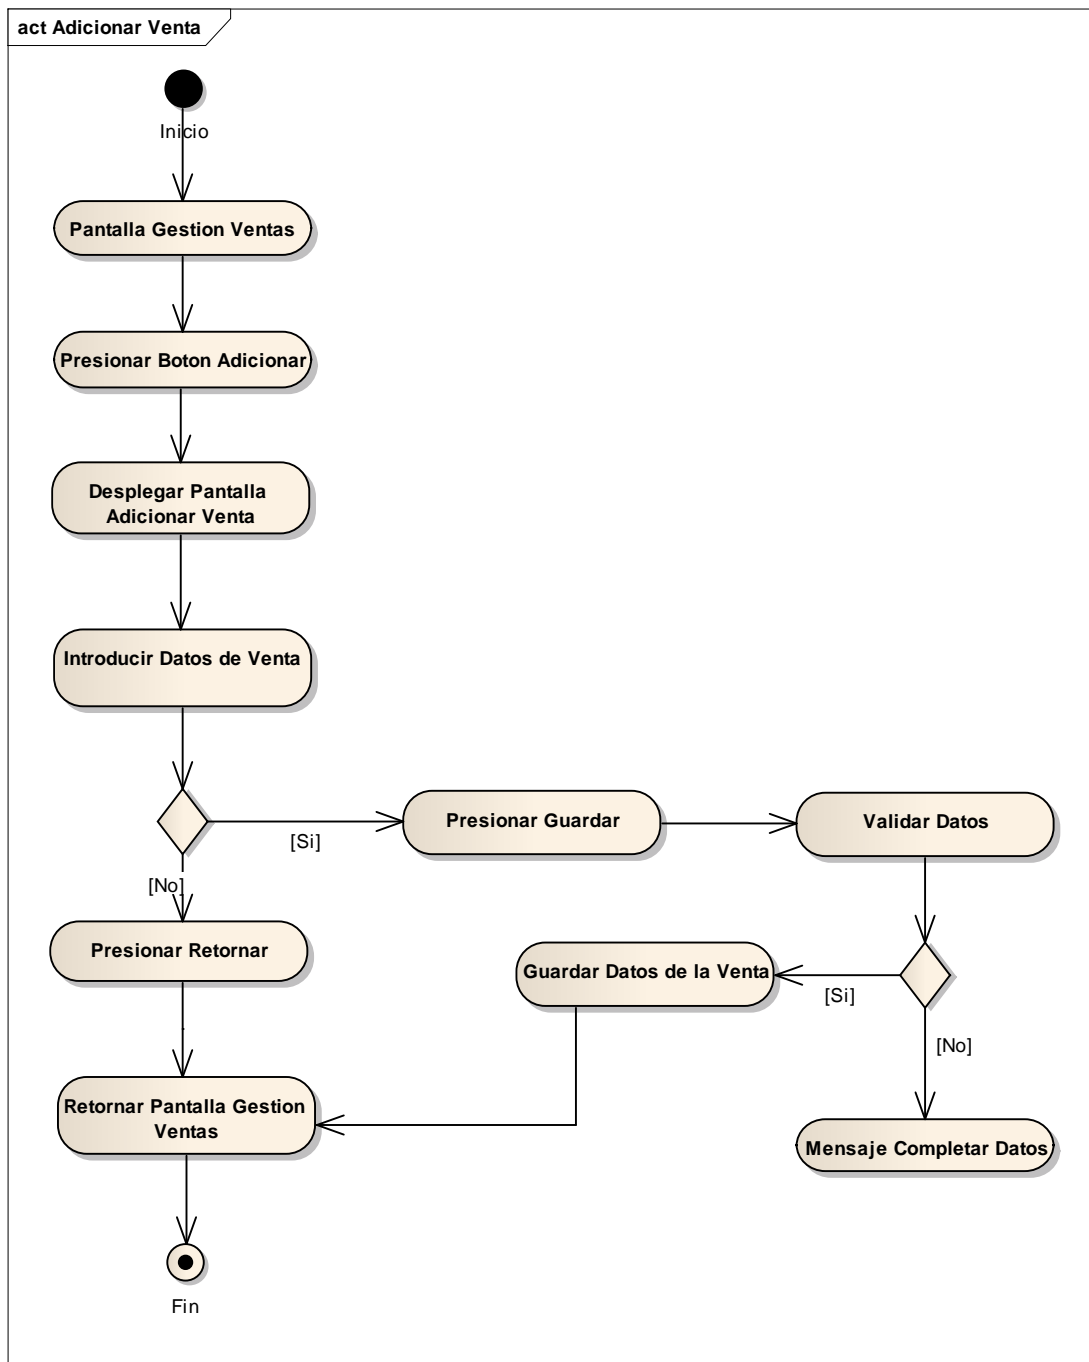 act Adicionar Venta
Inicio
Pantalla Gestion Ventas
Presionar Boton Adicionar
Desplegar Pantalla
Adicionar Venta
Introducir Datos de Venta
[Si]
Presionar Guardar
Validar Datos
[No]
Presionar Retornar
Guardar Datos de la Venta
[Si]
[No]
Retornar Pantalla Gestion
Ventas
Mensaje Completar Datos
Fin